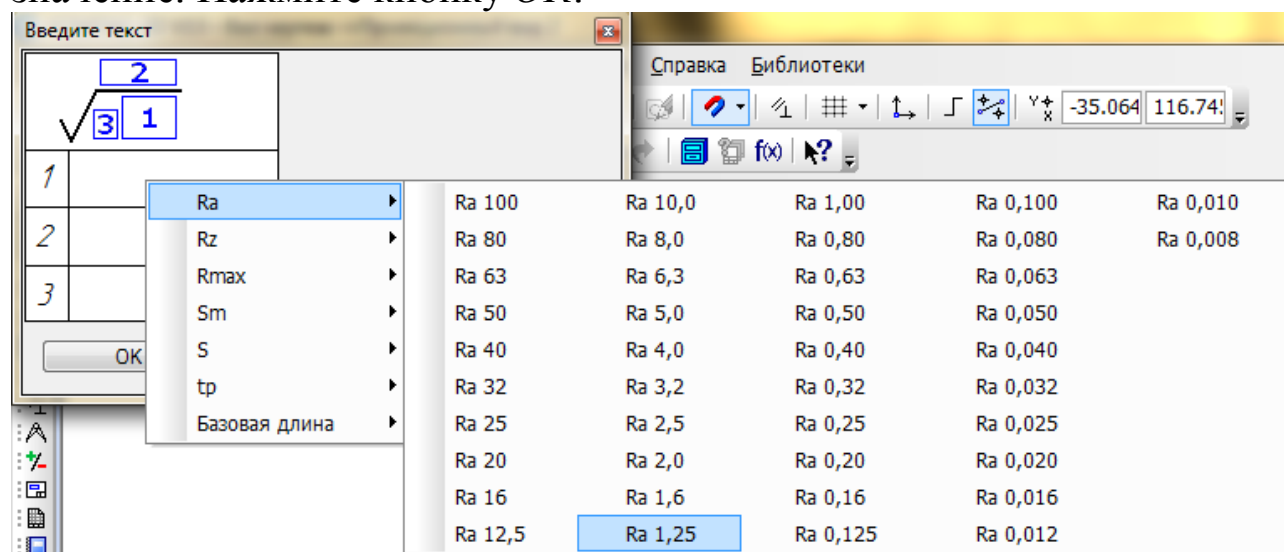 значение. Нажмите кнопку ОК.
Введите текст
2
3 1
1
2
3
OK
Справка Библиотеки
Y X -35.064 116.74
f(x) ?
Ra
Rz
Rmax
Sm
S
tp
Базовая длина
Ra 100 Ra 10,0 Ra 1,00 Ra 0,100 Ra 0,010
Ra 80 Ra 8,0 Ra 0,80 Ra 0,080 Ra 0,008
Ra 63 Ra 6,3 Ra 0,63 Ra 0,063
Ra 50 Ra 5,0 Ra 0,50 Ra 0,050
Ra 40 Ra 4,0 Ra 0,40 Ra 0,040
Ra 32 Ra 3,2 Ra 0,32 Ra 0,032
Ra 25 Ra 2,5 Ra 0,25 Ra 0,025
Ra 20 Ra 2,0 Ra 0,20 Ra 0,020
Ra 16 Ra 1,6 Ra 0,16 Ra 0,016
Ra 12,5 Ra 1,25 Ra 0,125 Ra 0,012